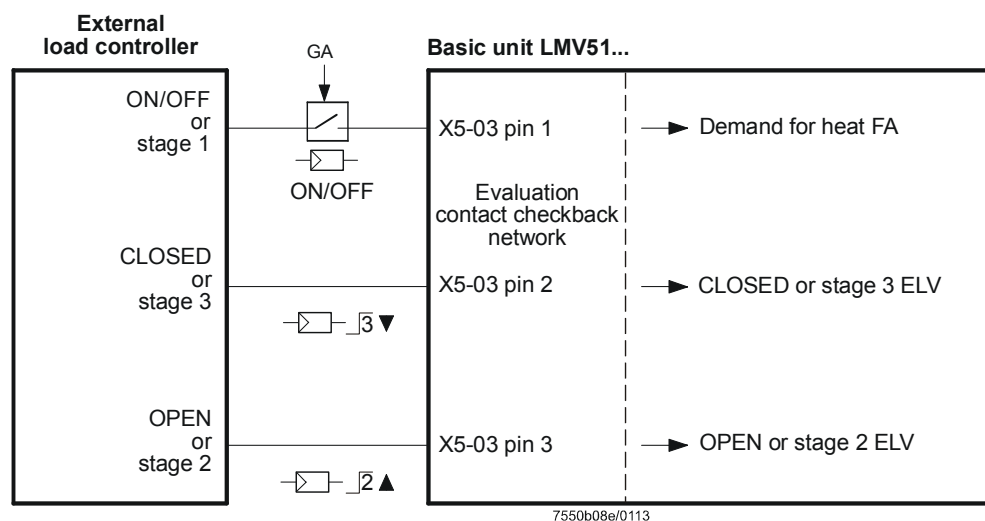 External
load controller
GA
Basic unit LMV51...
ON/OFF
or
stage 1
X5-03 pin 1
Demand for heat FA
ON/OFF
Evaluation
contact checkback
network
CLOSED
or
stage 3
X5-03 pin 2
CLOSED or stage 3 ELV
3
OPEN
or
stage 2
X5-03 pin 3
OPEN or stage 2 ELV
2
7550b08e/0113